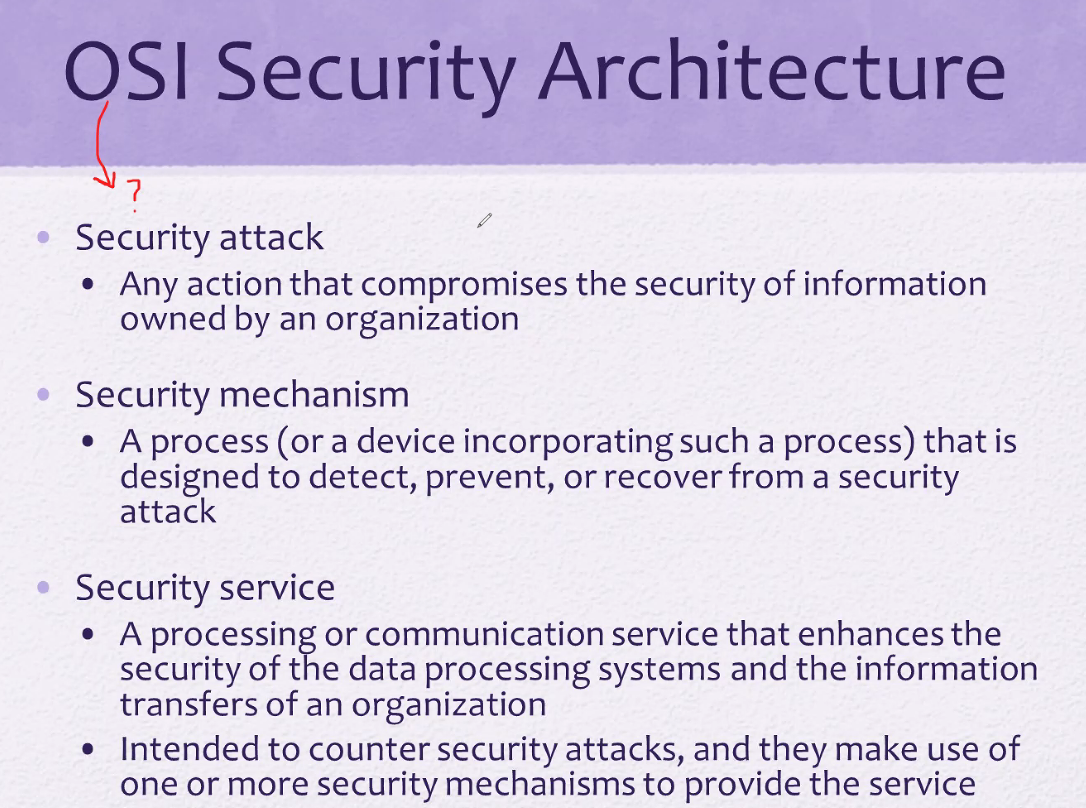 OSI Security Architecture
?
• Security attack
• Any action that compromises the security of information
owned by an organization
• Security mechanism
• A process (or a device incorporating such a process) that is
designed to detect, prevent, or recover from a security
attack
• Security service
• A processing or communication service that enhances the
security of the data processing systems and the information
transfers of an organization
• Intended to counter security attacks, and they make use of
one or more security mechanisms to provide the service